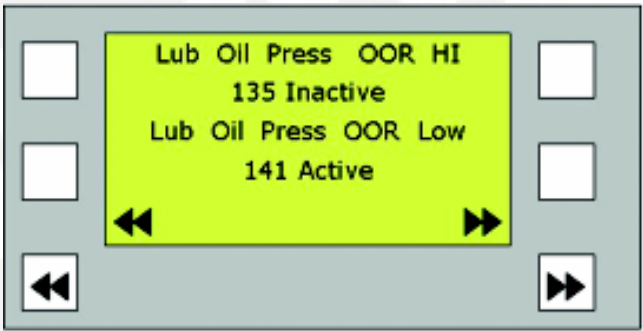 Lub Oil Press OOR HI
135 Inactive
Lub Oil Press OOR Low
141 Active